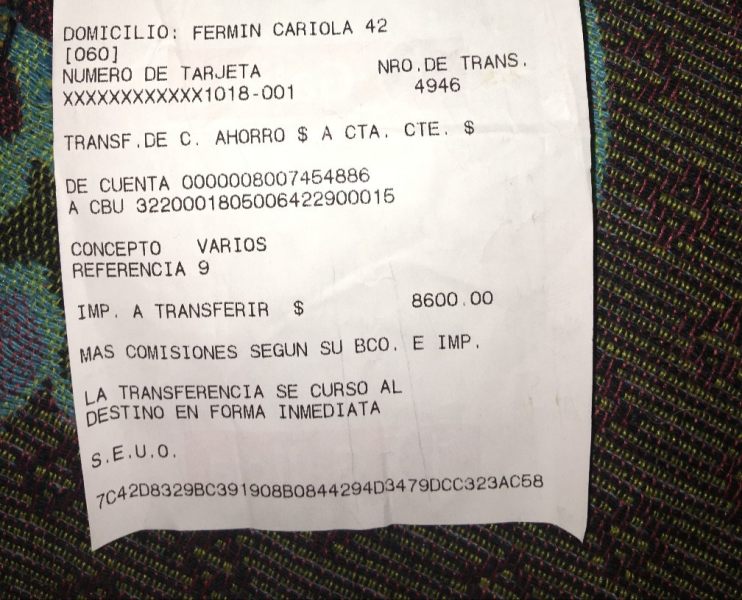 DOMICILIO: FERMIN CARIOLA 42
[060]
NUMERO DE TARJETA NRO.DE TRANS.
XXXXXXXXXXXX1018-001 4946
TRANSF.DE C. AHORRO $ A CTA. CTE. $
DE CUENTA 0000008007454886
A CBU 3220001805006422900015
CONCEPTO VARIOS
REFERENCIA 9
IMP. A TRANSFERIR $ 8600.00
MAS COMISIONES SEGUN SU BCO. E IMP.
LA TRANSFERENCIA SE CURSO AL
DESTINO EN FORMA INMEDIATA
S.E.U.O.
7C42D8329BC391908B0844294D3479DCC323AC58